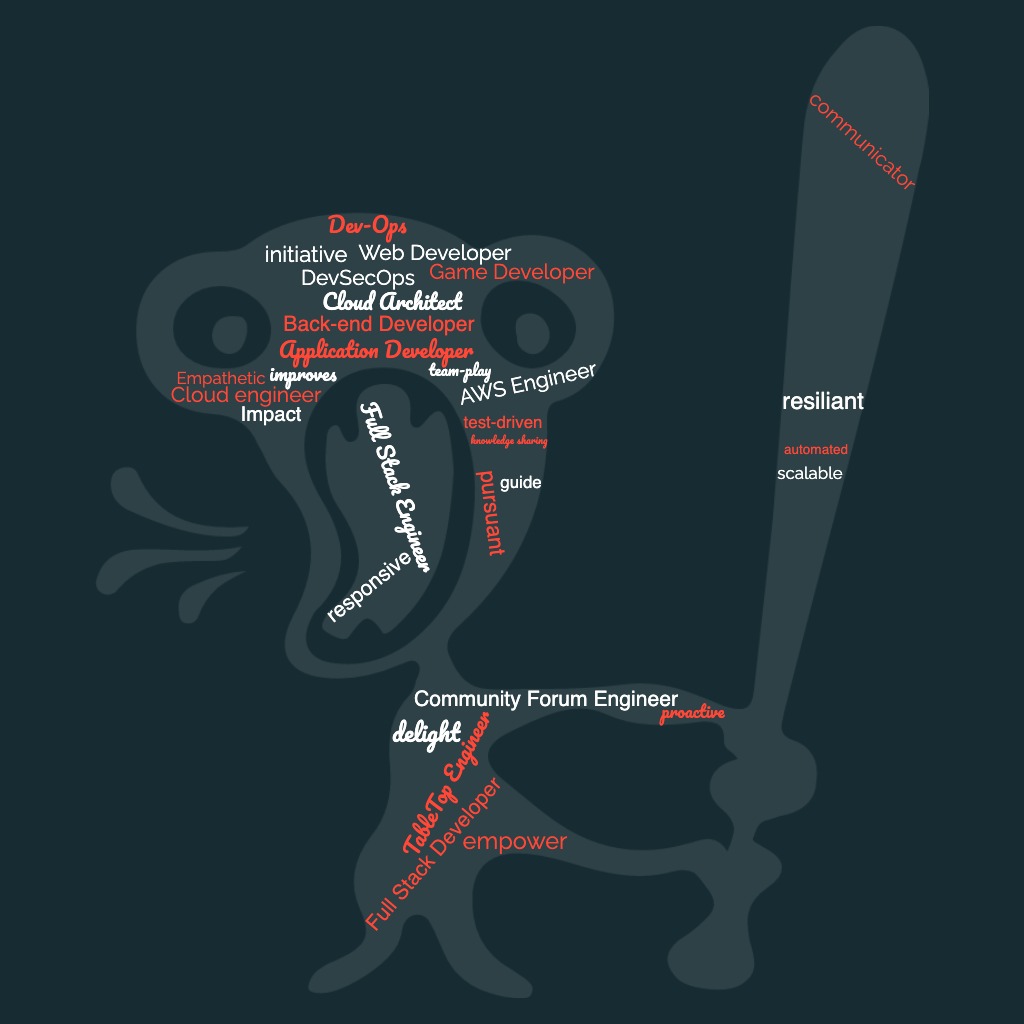 communicator
Dev-Ops
initiative
Web Developer
DevSecOps
Game Developer
Cloud Architect
Back-end Developer
Application Developer
Empathetic
improves
team-play
AWS Engineer
Cloud engineer
Impact
Full Stack Engineer
test-driven
knowledge sharing
resiliant
automated
scalable
pursuant
guide
responsive
Community Forum Engineer
proactive
delight
TableTop Engineer
Full Stack Developer
empower